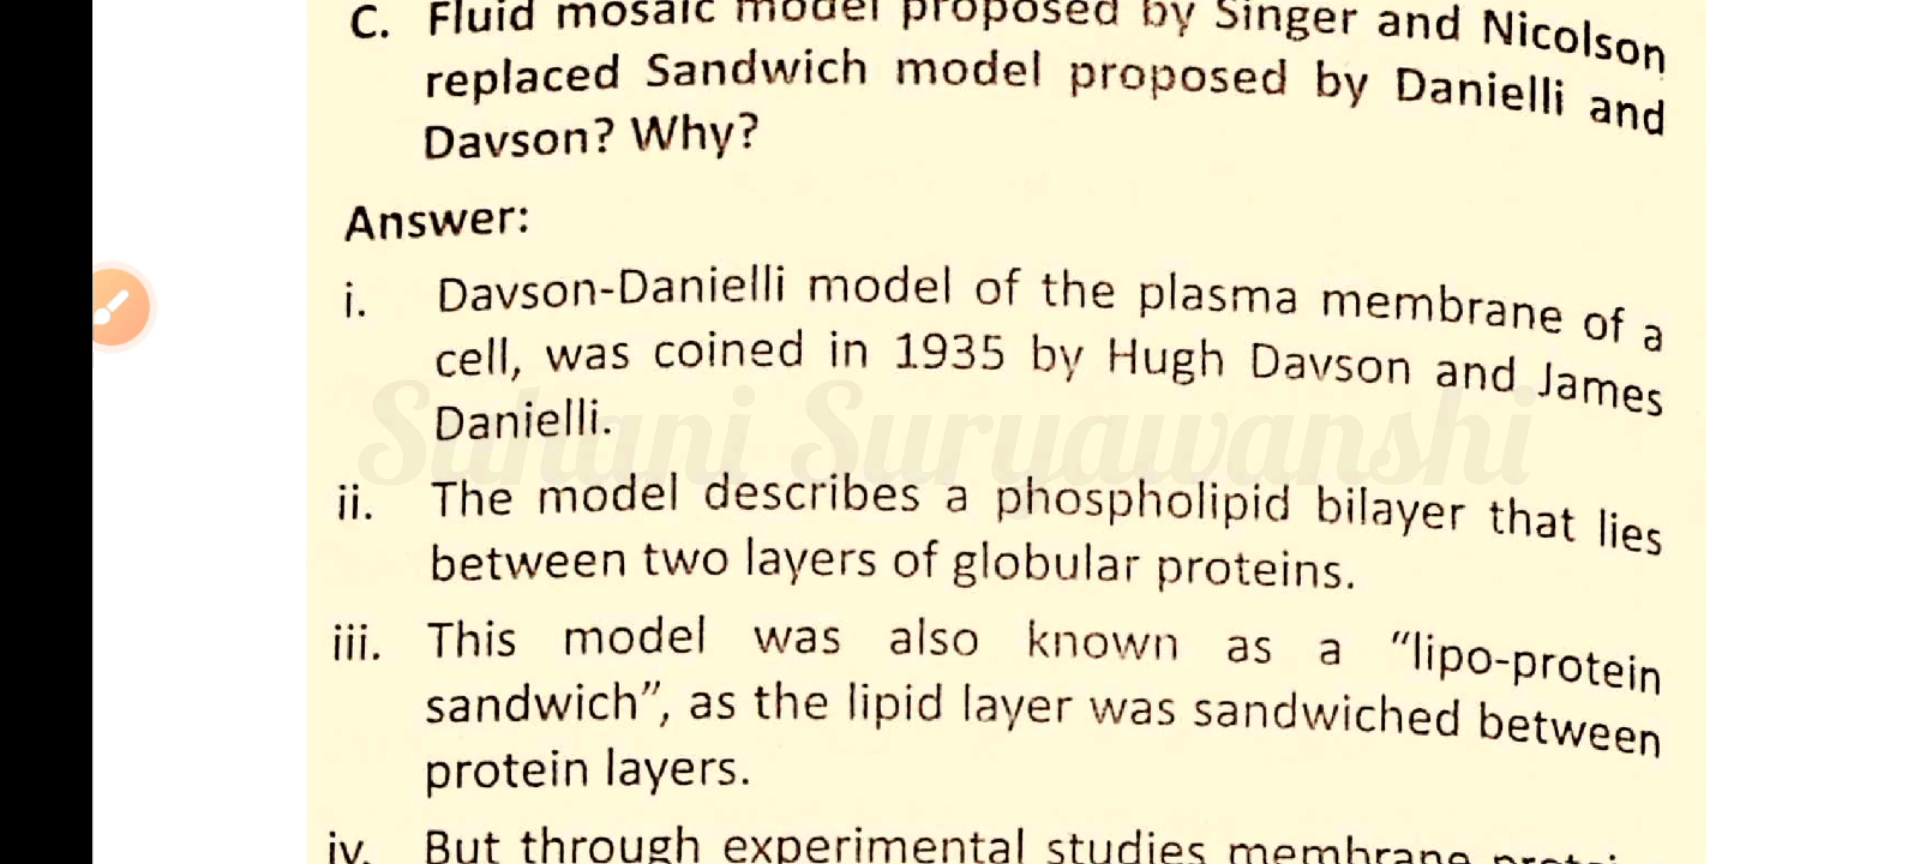 C. Fluid mosaic model proposed by Singer and Nicolson
replaced Sandwich model proposed by Danielli and
Davson? Why?
Answer:
i. Davson-Danielli model of the plasma membrane of a
cell, was coined in 1935 by Hugh Davson and James
Danielli.
Suhani Suryawanshi
ii. The model describes a phospholipid bilayer that lies
between two layers of globular proteins.
iii. This model was also known as a “lipo-protein
sandwich”, as the lipid layer was sandwiched between
protein layers.
iv. But through experimental studies membrane